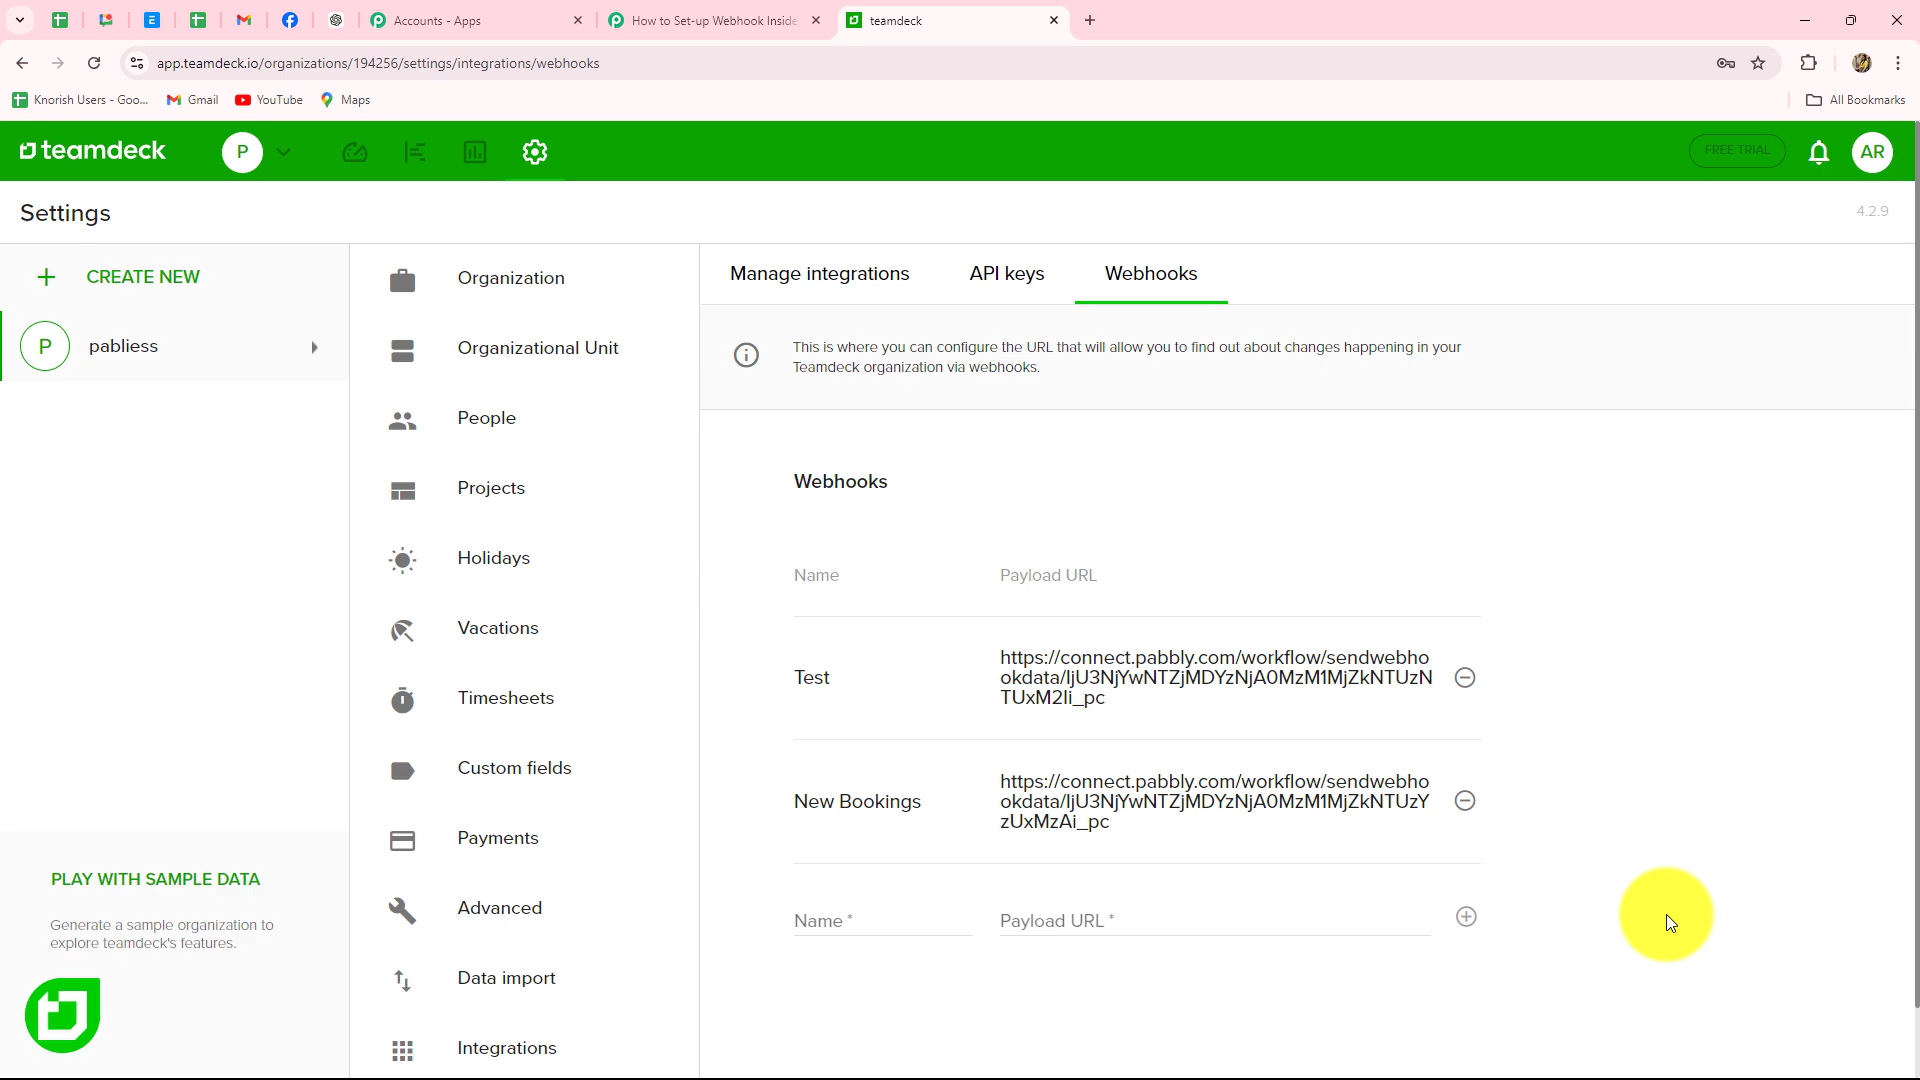 Accounts - Apps
How to Set-up Webhook Inside
teamdeck
app.teamdeck.io/organizations/194256/settings/integrations/webhooks
Knorish Users - Goo...
Gmail
YouTube
Maps
All Bookmarks
teamdeck
P
FREE TRIAL
AR
Settings
4.2.9
CREATE NEW
P
pabliess
PLAY WITH SAMPLE DATA
Generate a sample organization to
explore teamdeck's features.
Organization
Organizational Unit
People
Projects
Holidays
Vacations
Timesheets
Custom fields
Payments
Advanced
Data import
Integrations
Manage integrations
API keys
Webhooks
This is where you can configure the URL that will allow you to find out about changes happening in your
Teamdeck organization via webhooks.
Webhooks
Name
Payload URL
Test
https://connect.pabbly.com/workflow/sendwebho
okdata/IjU3NjYwNTZjMDYzNjA0MzM1MjZkNTUzN
TUxM2Ii_pc
New Bookings
https://connect.pabbly.com/workflow/sendwebho
okdata/IjU3NjYwNTZjMDYzNjA0MzM1MjZkNTUzY
zUxMzAi_pc
Name *
Payload URL *